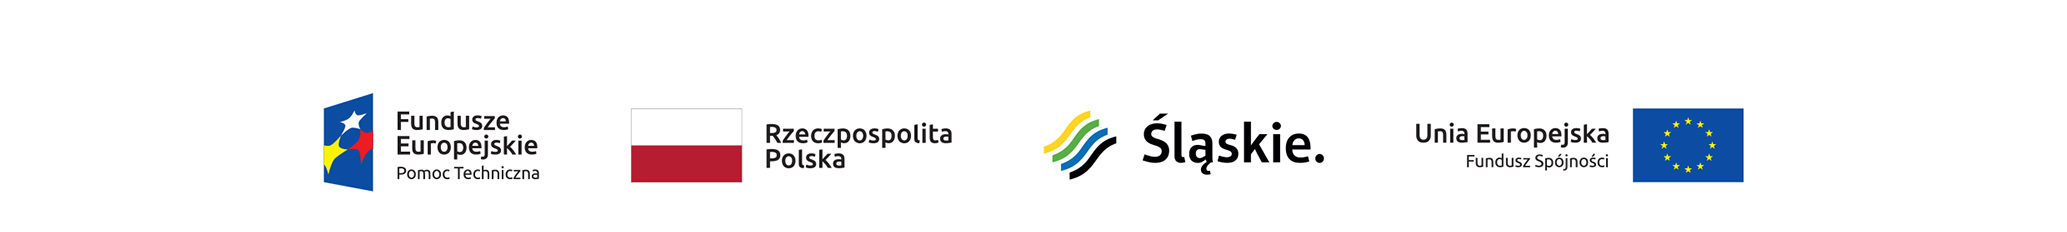 Fundusze
Europejskie
Pomoc Techniczna
Rzeczpospolita
Polska
Śląskie.
Unia Europejska
Fundusz Spójności